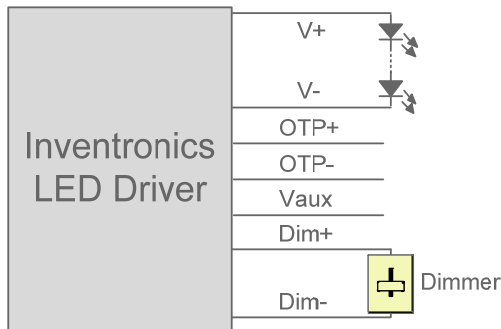 Inventronics
LED Driver
V+
V-
OTP+
OTP-
Vaux
Dim+
Dimmer
Dim-